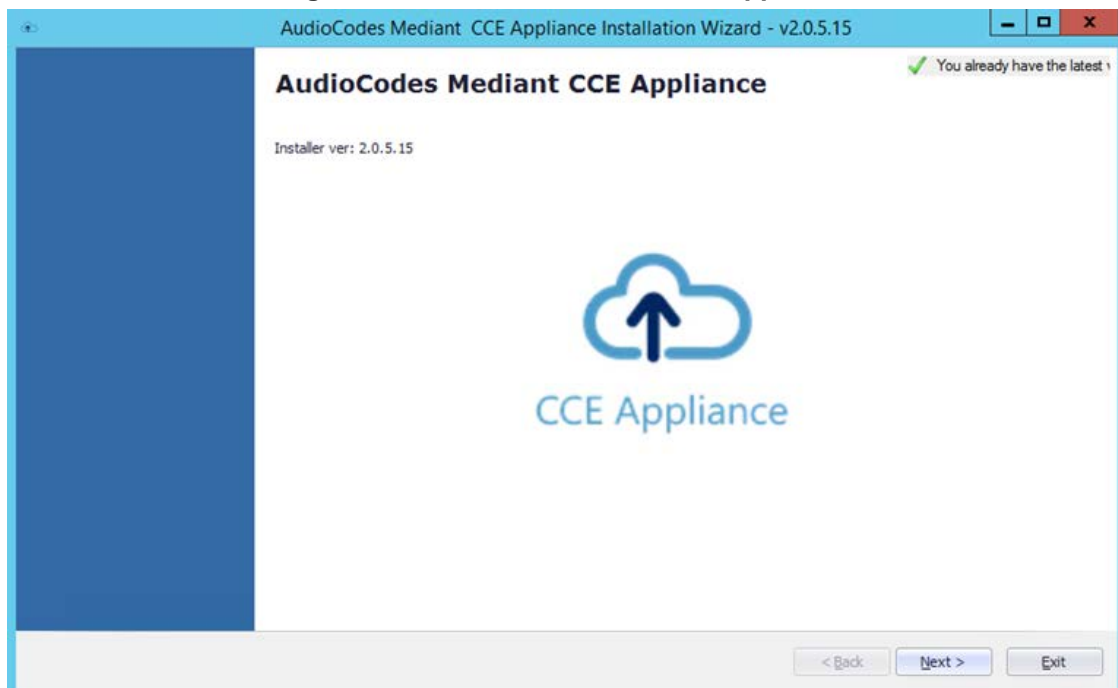 AudioCodes Mediant CCE Appliance Installation Wizard - v2.0.5.15
You already have the latest
AudioCodes Mediant CCE Appliance
Installer ver: 2.0.5.15
CCE Appliance
< Back Next > Exit